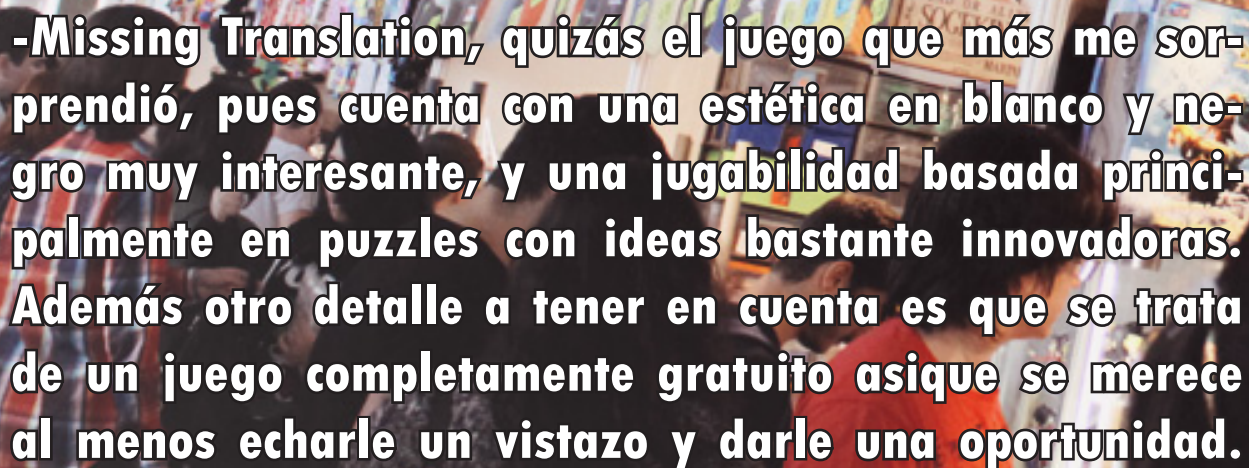 -Missing Translation, quizás el juego que más me sor-
prendió, pues cuenta con una estética en blanco y ne-
gro muy interesante, y una jugabilidad basada princi-
palmente en puzzles con ideas bastante innovadoras.
Además otro detalle a tener en cuenta es que se trata
de un juego completamente gratuito asique se merece
al menos echarle un vistazo y darle una oportunidad.